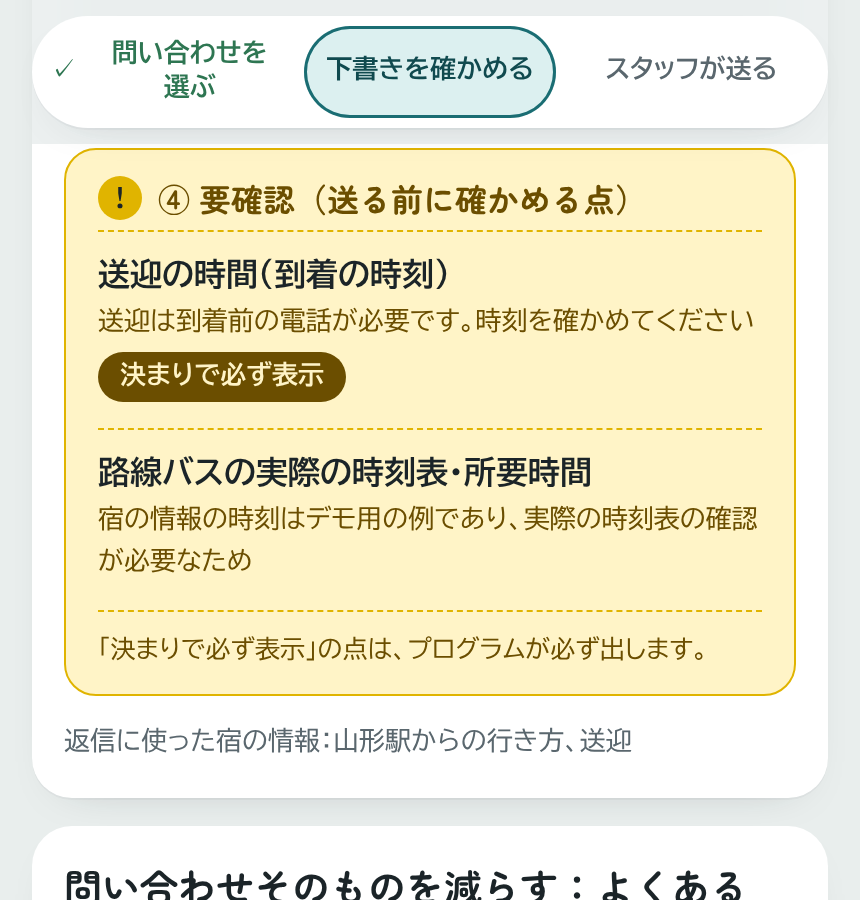 ✓ 問い合わせを
選ぶ
下書きを確かめる
スタッフが送る
! ④ 要確認（送る前に確かめる点）
送迎の時間（到着の時刻）
送迎は到着前の電話が必要です。時刻を確かめてください
決まりで必ず表示
路線バスの実際の時刻表・所要時間
宿の情報の時刻はデモ用の例であり、実際の時刻表の確認
が必要なため
「決まりで必ず表示」の点は、プログラムが必ず出します。
返信に使った宿の情報：山形駅からの行き方、送迎
問い合わせそのものを減らす：よくある